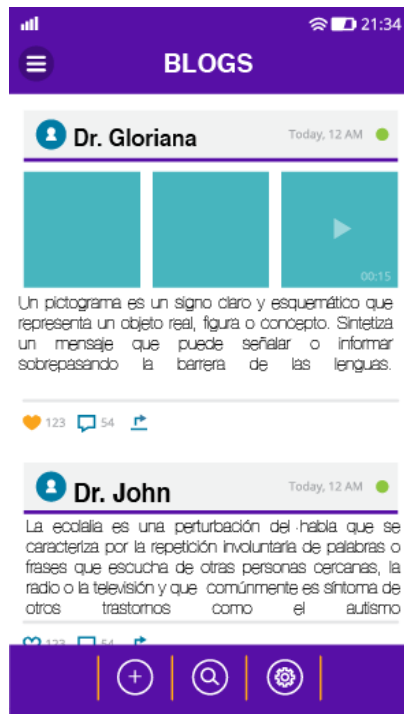 21:34
BLOGS
Dr. Gloriana
Today, 12 AM
00:15
Un pictograma es un signo claro y esquemático que
representa un objeto real, figura o concepto. Sintetiza
un mensaje que puede señalar o informar
sobrepasando la barrera de las lenguas.
123 54
Dr. John
Today, 12 AM
La ecolalia es una perturbación del habla que se
caracteriza por la repetición involuntaria de palabras o
frases que escucha de otras personas cercanas, la
radio o la televisión y que comúnmente es síntoma de
otros trastornos como el autismo
123 54